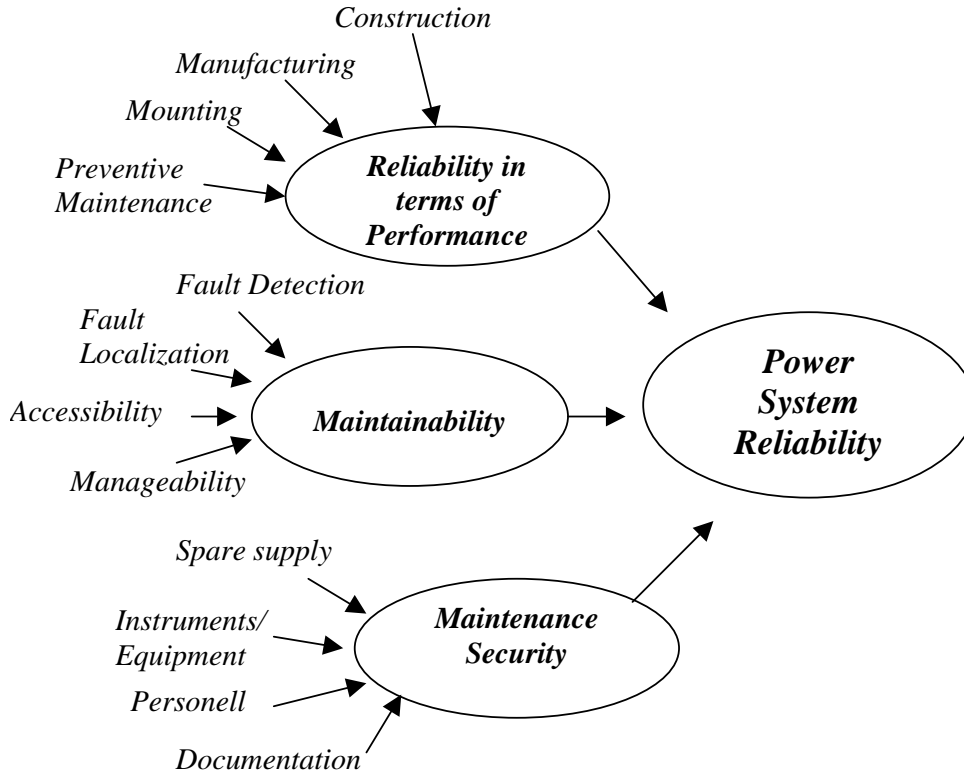 Construction
Manufacturing
Mounting
Preventive
Maintenance
Reliability in
terms of
Performance
Fault Detection
Fault
Localization
Accessibility
Manageability
Maintainability
Power
System
Reliability
Spare supply
Instruments/
Equipment
Personell
Documentation
Maintenance
Security